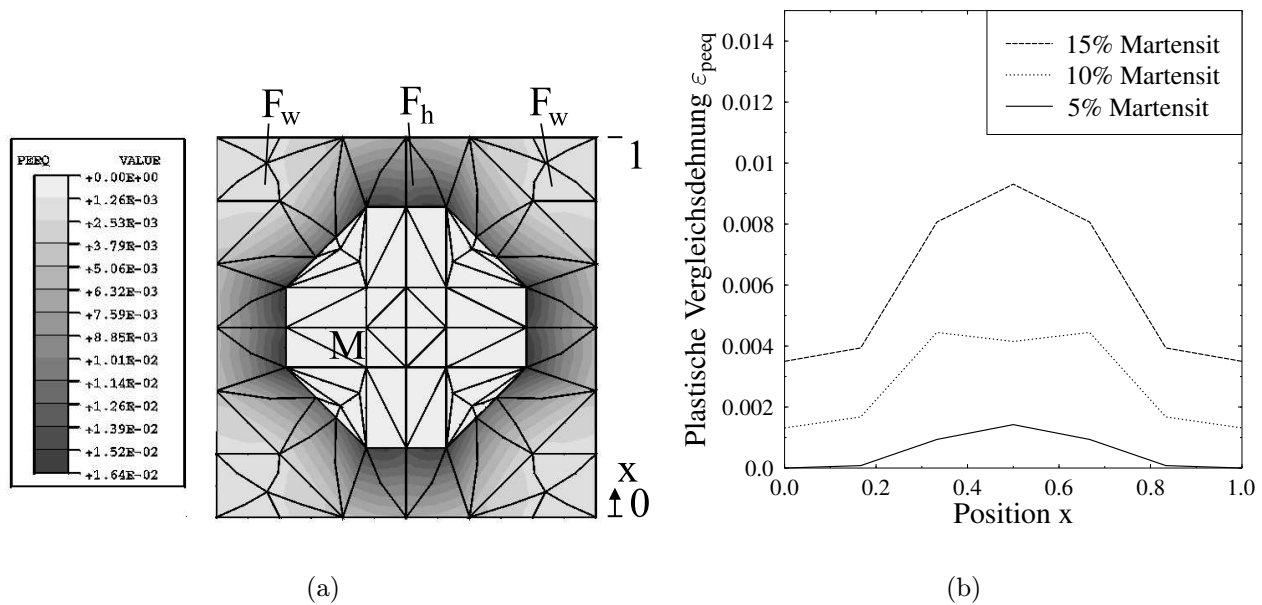 F_w F_h F_w
1
PEEQ VALUE
+0.00E+00
+1.26E-03
+2.53E-03
+3.79E-03
+5.06E-03
+6.32E-03
+7.59E-03
+8.85E-03
+1.01E-02
+1.14E-02
+1.26E-02
+1.39E-02
+1.52E-02
+1.64E-02
M
x
0
(a)
Plastische Vergleichsdehnung ε_peeq
15% Martensit
10% Martensit
5% Martensit
0.014
0.012
0.010
0.008
0.006
0.004
0.002
0.0
0.0 0.2 0.4 0.6 0.8 1.0
Position x
(b)